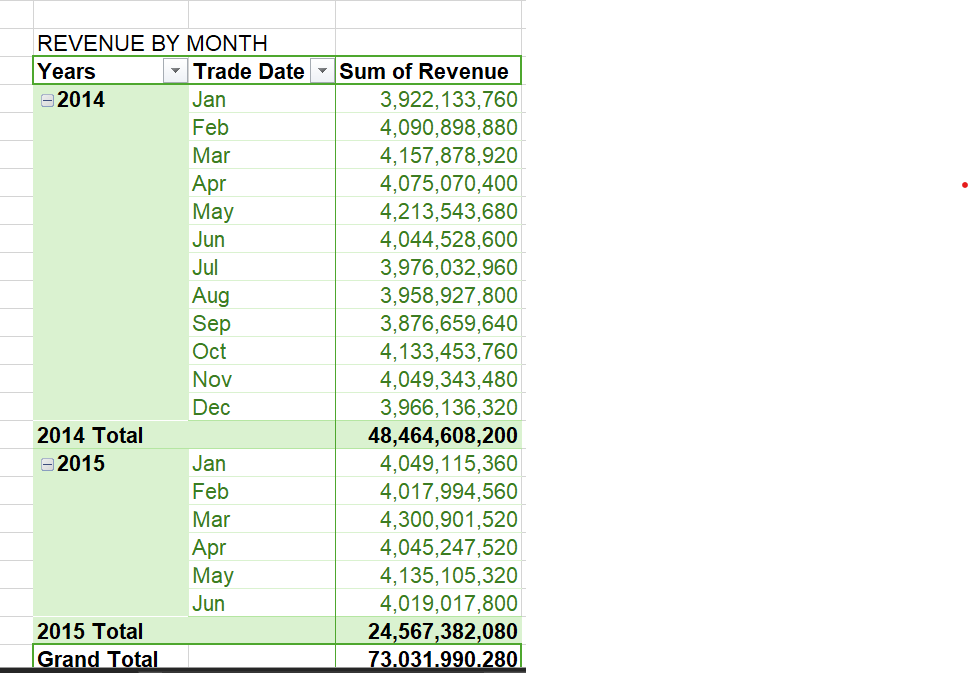 REVENUE BY MONTH
Years Trade Date Sum of Revenue
2014 Jan 3,922,133,760
Feb 4,090,898,880
Mar 4,157,878,920
Apr 4,075,070,400
May 4,213,543,680
Jun 4,044,528,600
Jul 3,976,032,960
Aug 3,958,927,800
Sep 3,876,659,640
Oct 4,133,453,760
Nov 4,049,343,480
Dec 3,966,136,320
2014 Total 48,464,608,200
2015 Jan 4,049,115,360
Feb 4,017,994,560
Mar 4,300,901,520
Apr 4,045,247,520
May 4,135,105,320
Jun 4,019,017,800
2015 Total 24,567,382,080
Grand Total 73,031,990,280